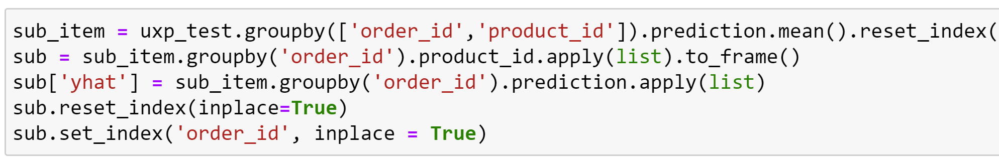 sub_item = uxp_test.groupby(['order_id','product_id']).prediction.mean().reset_index(
sub = sub_item.groupby('order_id').product_id.apply(list).to_frame()
sub['yhat'] = sub_item.groupby('order_id').prediction.apply(list)
sub.reset_index(inplace=True)
sub.set_index('order_id', inplace = True)